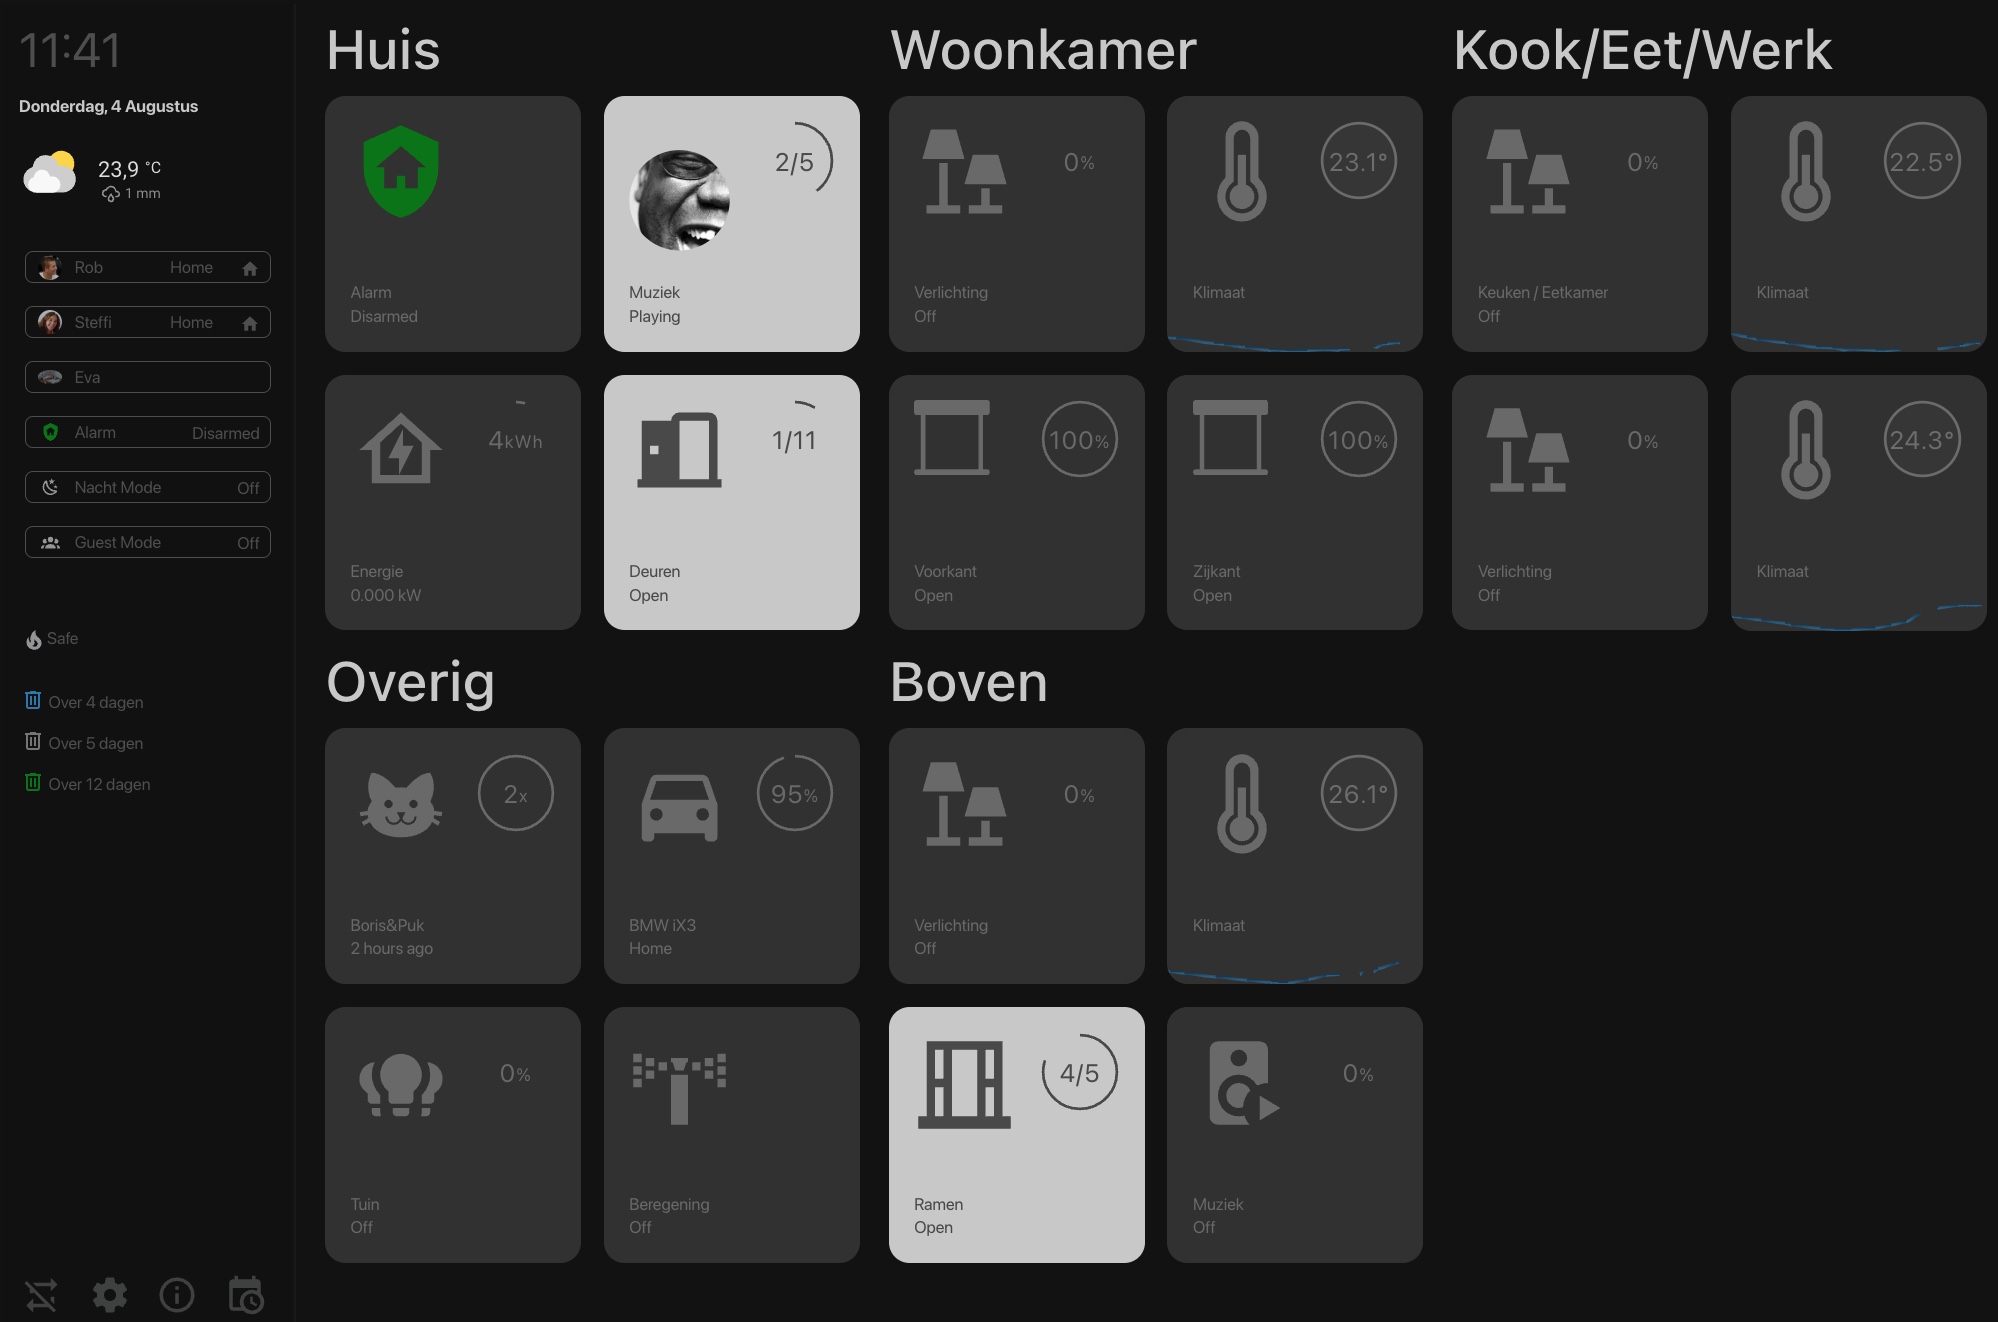 11:41
Donderdag, 4 Augustus
23,9 °C
1 mm
Rob Home
Steffi Home
Eva
Alarm Disarmed
Nacht Mode Off
Guest Mode Off
Safe
Over 4 dagen
Over 5 dagen
Over 12 dagen
Huis
Alarm
Disarmed
2/5
Muziek
Playing
4kWh
Energie
0.000 kW
1/11
Deuren
Open
Woonkamer
0%
Verlichting
Off
23.1°
Klimaat
100%
Voorkant
Open
100%
Zijkant
Open
Kook/Eet/Werk
0%
Keuken / Eetkamer
Off
22.5°
Klimaat
0%
Verlichting
Off
24.3°
Klimaat
Overig
2x
Boris&Puk
2 hours ago
95%
BMW iX3
Home
0%
Tuin
Off
Beregening
Off
Boven
0%
Verlichting
Off
26.1°
Klimaat
4/5
Ramen
Open
0%
Muziek
Off